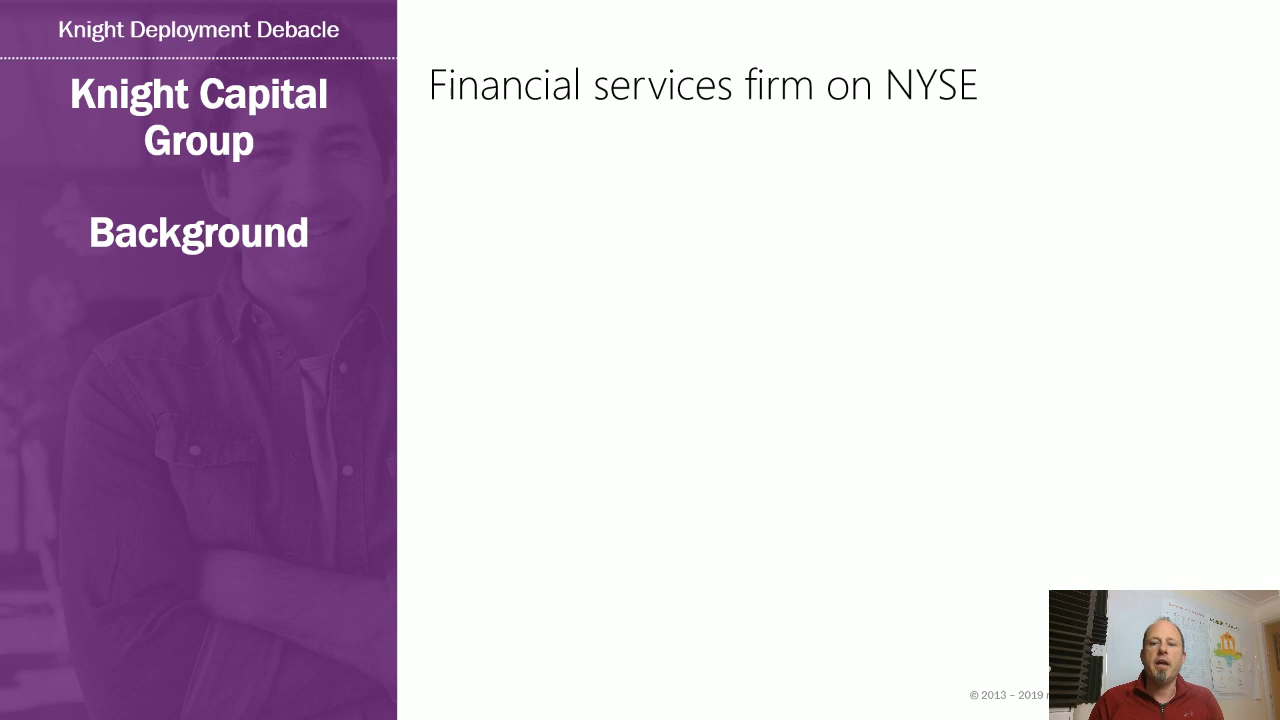 Knight Deployment Debacle
Knight Capital
Group
Background
Financial services firm on NYSE
© 2013 – 2019